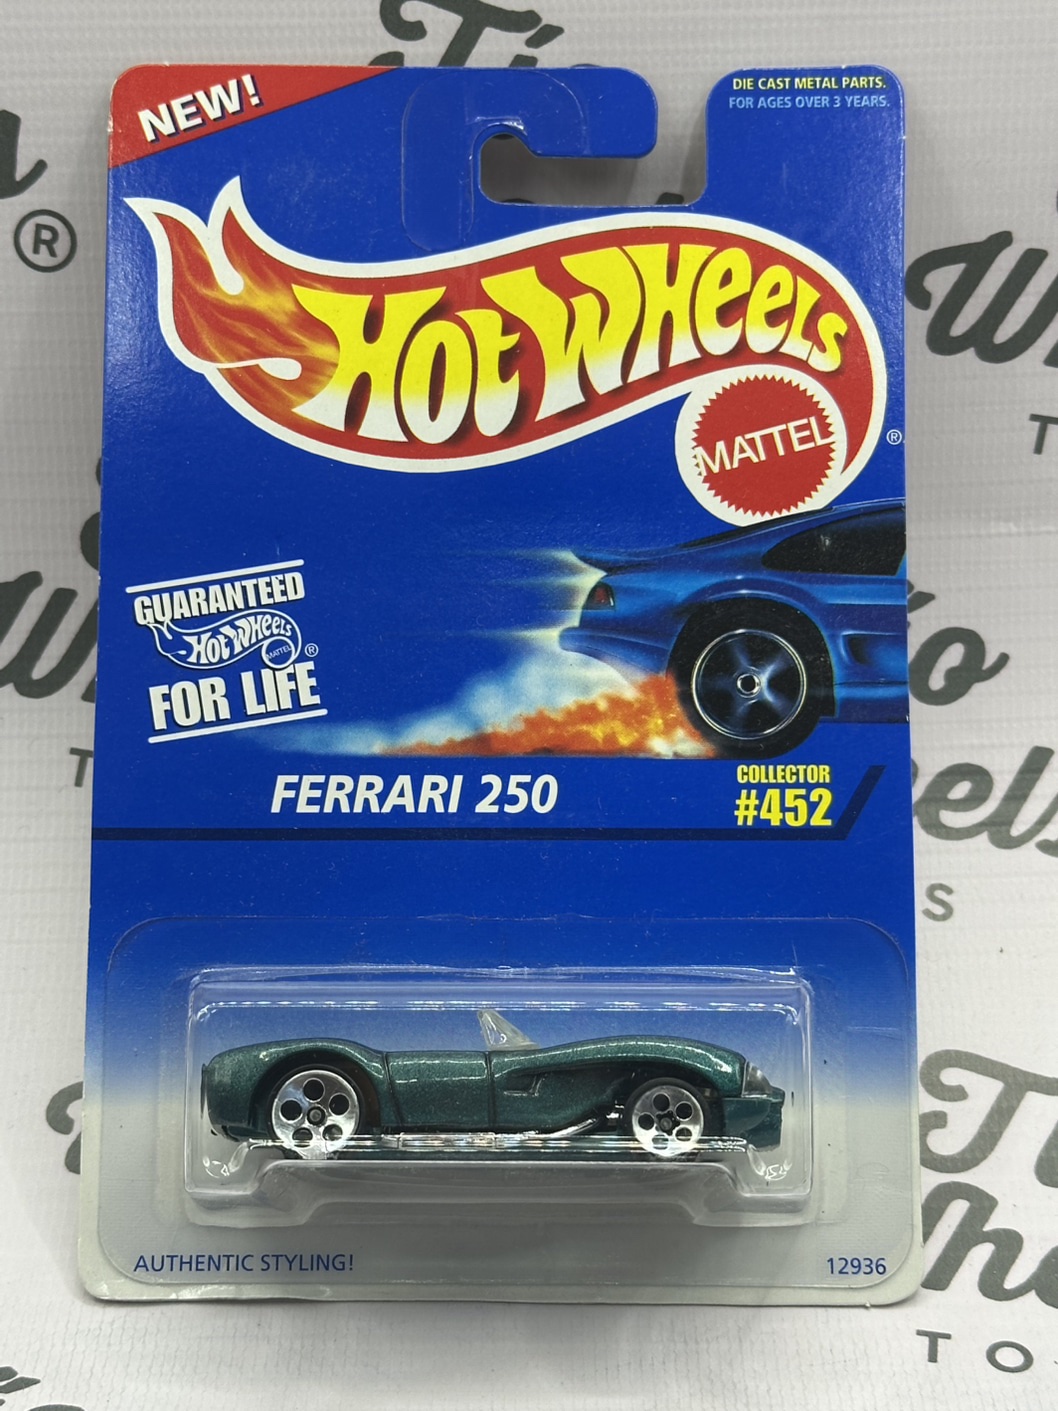 NEW!
DIE CAST METAL PARTS.
FOR AGES OVER 3 YEARS.
HOT WHEELS
MATTEL
®
GUARANTEED
HOT WHEELS
MATTEL ®
FOR LIFE
FERRARI 250
COLLECTOR
#452
AUTHENTIC STYLING!
12936